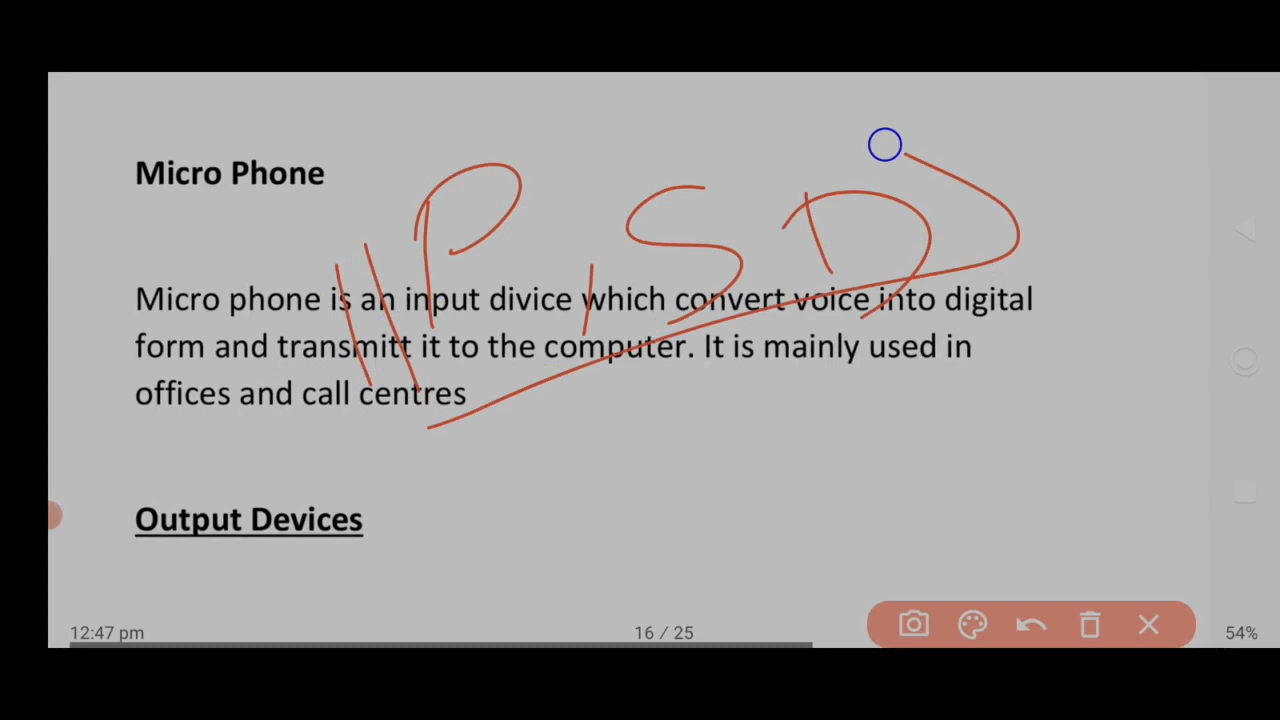 Micro Phone
Micro phone is an input divice which convert voice into digital
form and transmitt it to the computer. It is mainly used in
offices and call centres
Output Devices
12:47 pm
16 / 25
54%